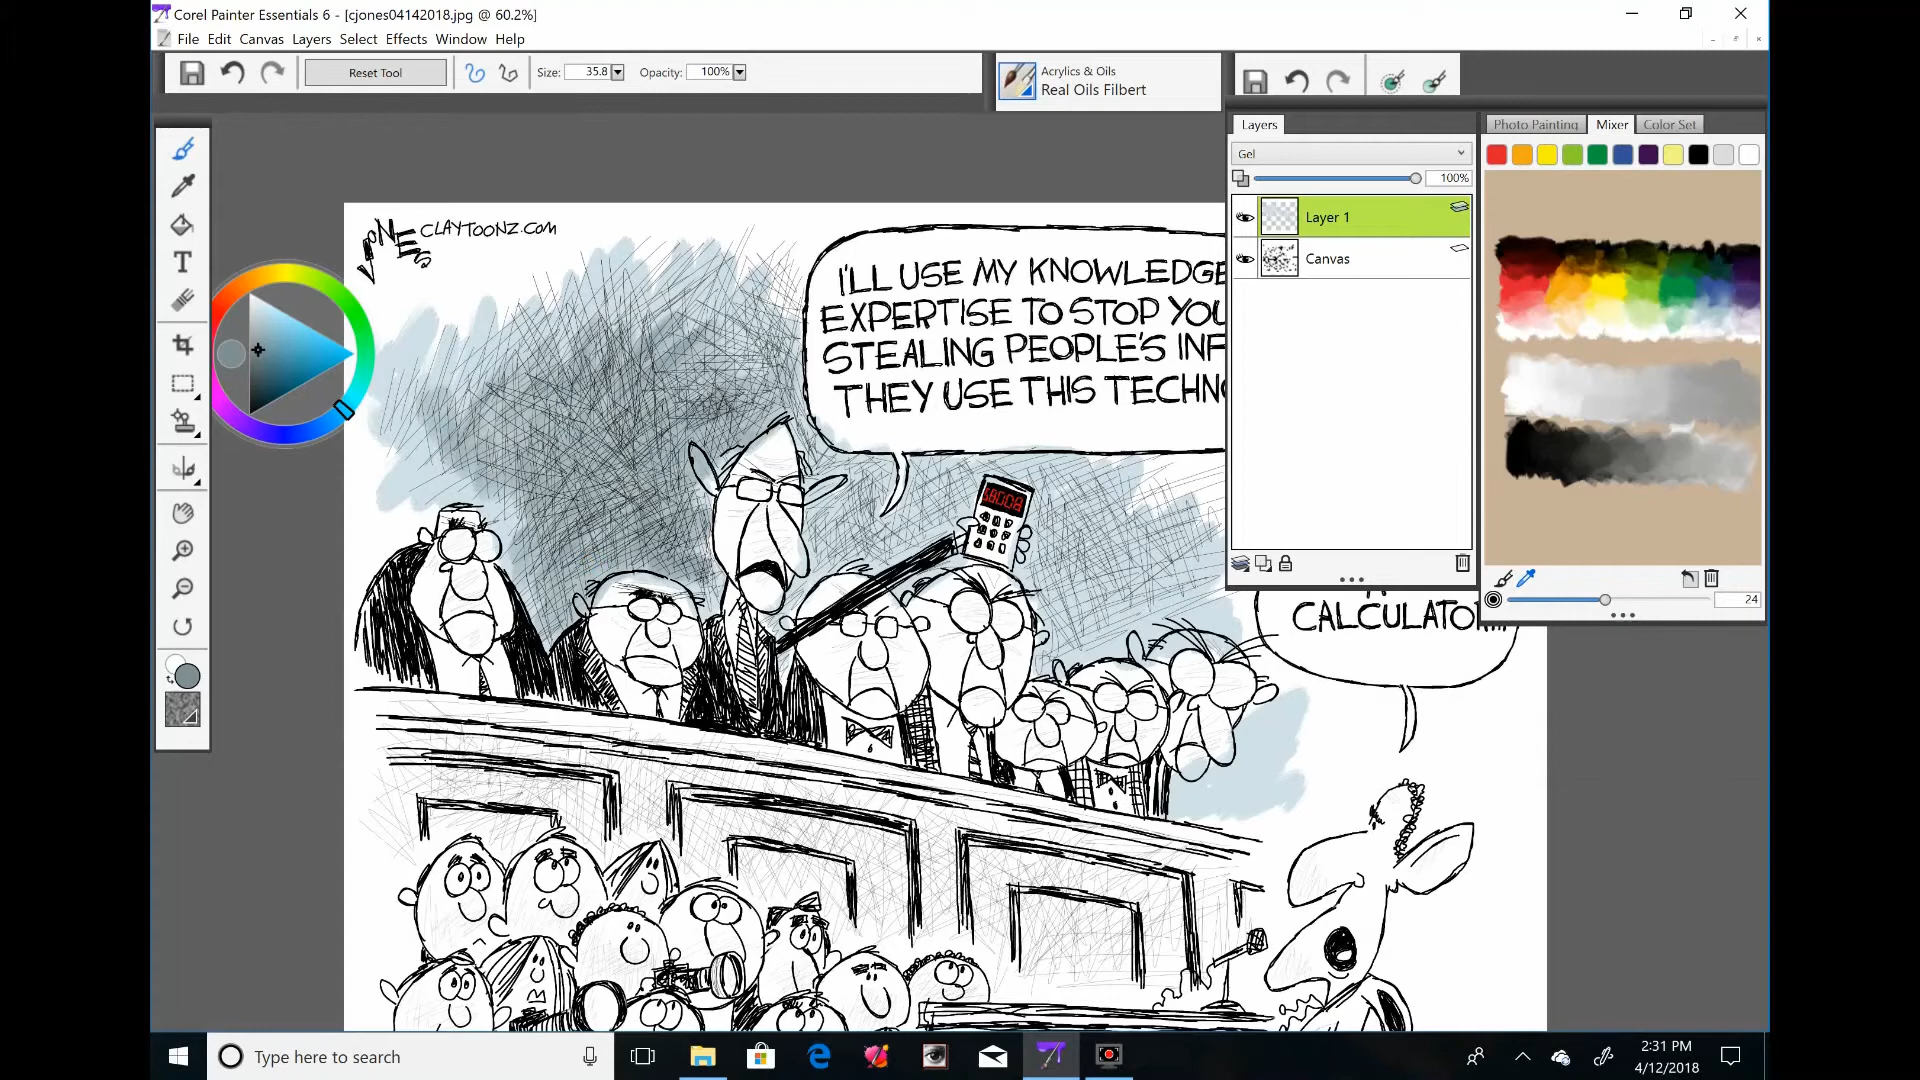 Corel Painter Essentials 6 - [cjones04142018.jpg @ 60.2%]
File Edit Canvas Layers Select Effects Window Help
Reset Tool
Size: 35.8
Opacity: 100%
Acrylics & Oils
Real Oils Filbert
Layers
Gel
100%
Layer 1
Canvas
Photo Painting Mixer Color Set
24
JONES
CLAYTOONZ.COM
I'LL USE MY KNOWLEDGE
EXPERTISE TO STOP YOU
STEALING PEOPLE'S INF
THEY USE THIS TECHNO
CALCULATOR
Type here to search
2:31 PM
4/12/2018